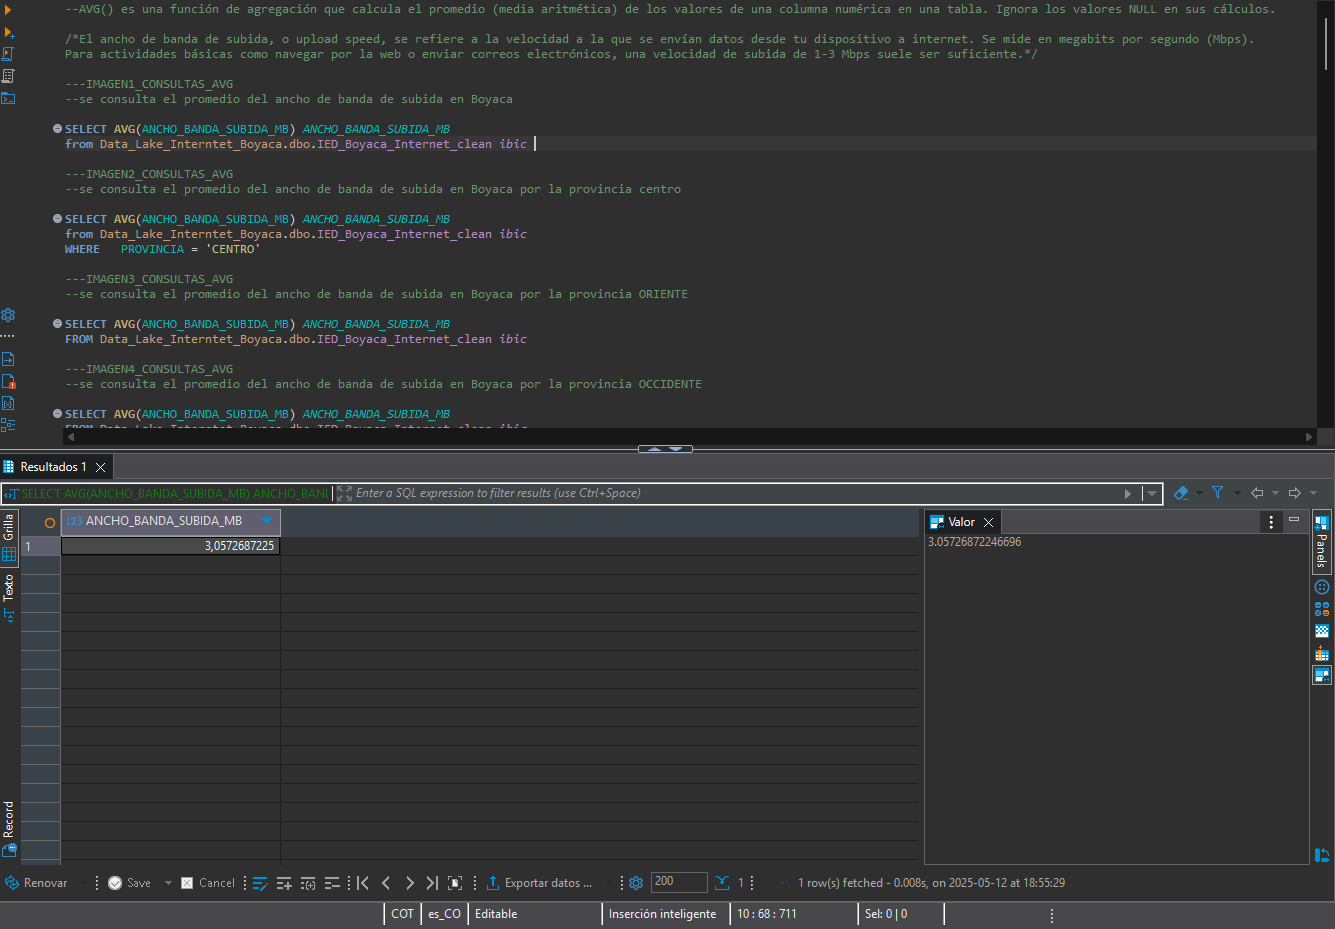 --AVG() es una función de agregación que calcula el promedio (media aritmética) de los valores de una columna numérica en una tabla. Ignora los valores NULL en sus cálculos.
/*El ancho de banda de subida, o upload speed, se refiere a la velocidad a la que se envían datos desde tu dispositivo a internet. Se mide en megabits por segundo (Mbps).
Para actividades básicas como navegar por la web o enviar correos electrónicos, una velocidad de subida de 1-3 Mbps suele ser suficiente.*/
---IMAGEN1_CONSULTAS_AVG
--se consulta el promedio del ancho de banda de subida en Boyaca
SELECT AVG(ANCHO_BANDA_SUBIDA_MB) ANCHO_BANDA_SUBIDA_MB
from Data_Lake_Interntet_Boyaca.dbo.IED_Boyaca_Internet_clean ibic
---IMAGEN2_CONSULTAS_AVG
--se consulta el promedio del ancho de banda de subida en Boyaca por la provincia centro
SELECT AVG(ANCHO_BANDA_SUBIDA_MB) ANCHO_BANDA_SUBIDA_MB
from Data_Lake_Interntet_Boyaca.dbo.IED_Boyaca_Internet_clean ibic
WHERE PROVINCIA = 'CENTRO'
---IMAGEN3_CONSULTAS_AVG
--se consulta el promedio del ancho de banda de subida en Boyaca por la provincia ORIENTE
SELECT AVG(ANCHO_BANDA_SUBIDA_MB) ANCHO_BANDA_SUBIDA_MB
FROM Data_Lake_Interntet_Boyaca.dbo.IED_Boyaca_Internet_clean ibic
---IMAGEN4_CONSULTAS_AVG
--se consulta el promedio del ancho de banda de subida en Boyaca por la provincia OCCIDENTE
SELECT AVG(ANCHO_BANDA_SUBIDA_MB) ANCHO_BANDA_SUBIDA_MB
Resultados 1
SELECT AVG(ANCHO_BANDA_SUBIDA_MB) ANCHO_BAND Enter a SQL expression to filter results (use Ctrl+Space)
Grilla
Texto
Record
123 ANCHO_BANDA_SUBIDA_MB
1 3,0572687225
Valor
3.05726872246696
Panels
Renovar Save Cancel Exportar datos ... 200 1 1 row(s) fetched - 0.008s, on 2025-05-12 at 18:55:29
COT es_CO Editable Inserción inteligente 10 : 68 : 711 Sel: 0 | 0